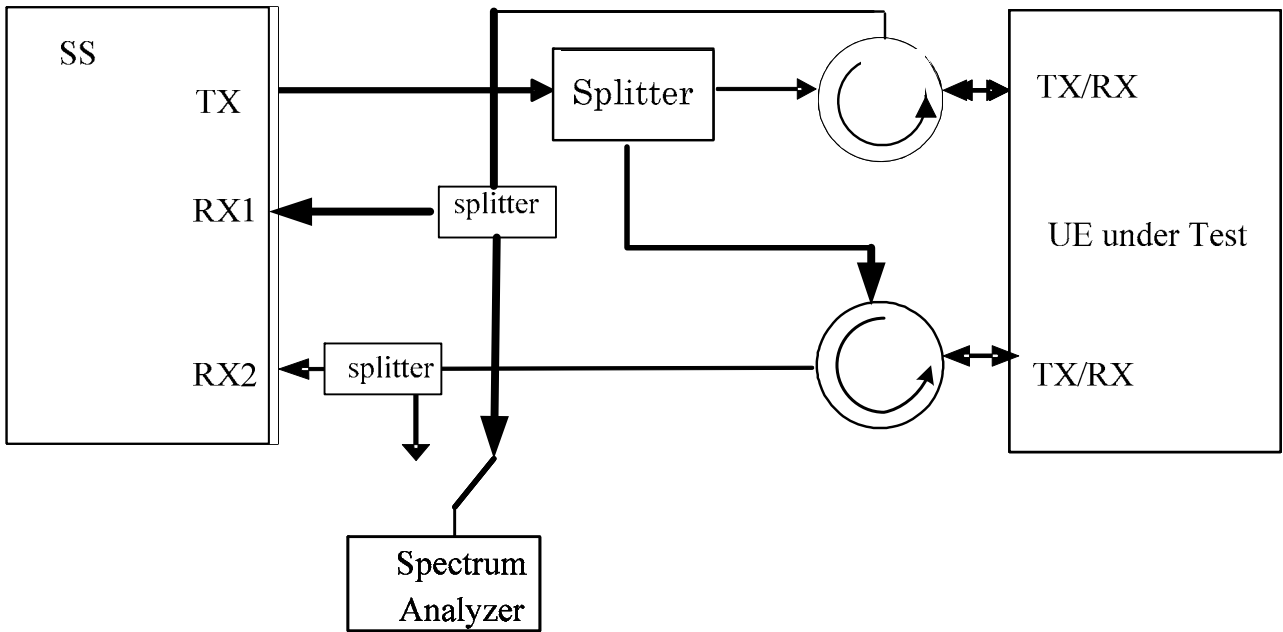 SS
TX
Splitter
TX/RX
RX1
splitter
UE under Test
RX2
splitter
TX/RX
Spectrum
Analyzer